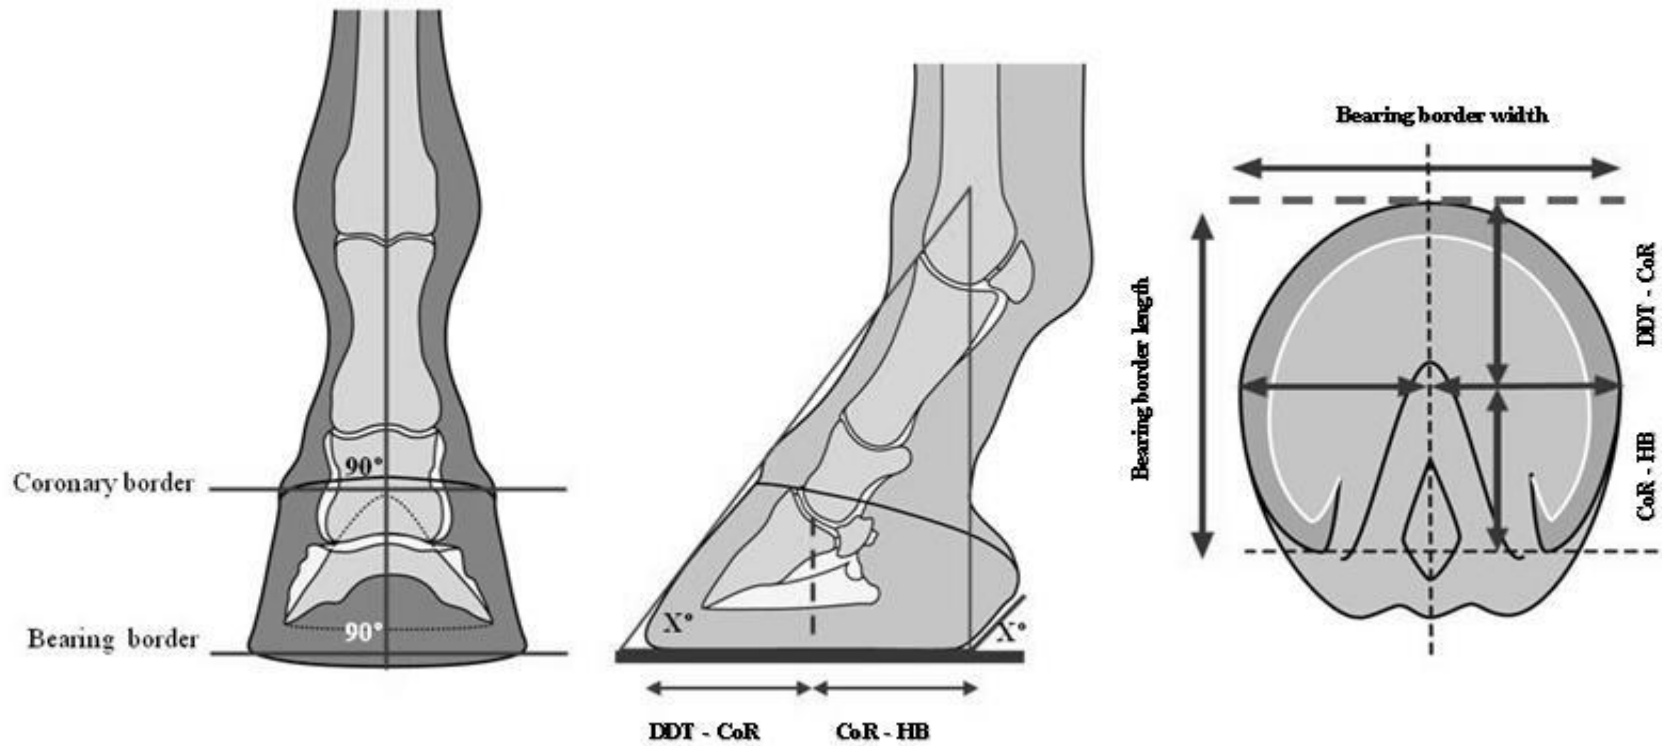 90°
Coronary border
Bearing border
90°
X°
X°
DDT - CoR
CoR - HB
Bearing border width
Bearing border length
DDT - CoR
CoR - HB